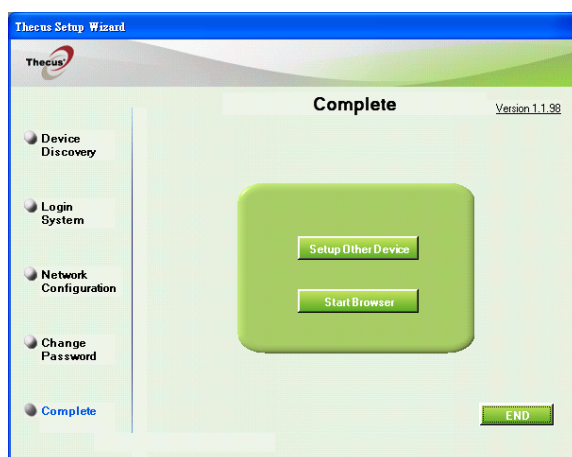 Thecus Setup Wizard
Thecus
Complete
Version 1.1.98
Device
Discovery
Login
System
Network
Configuration
Change
Password
Complete
Setup Other Device
Start Browser
END